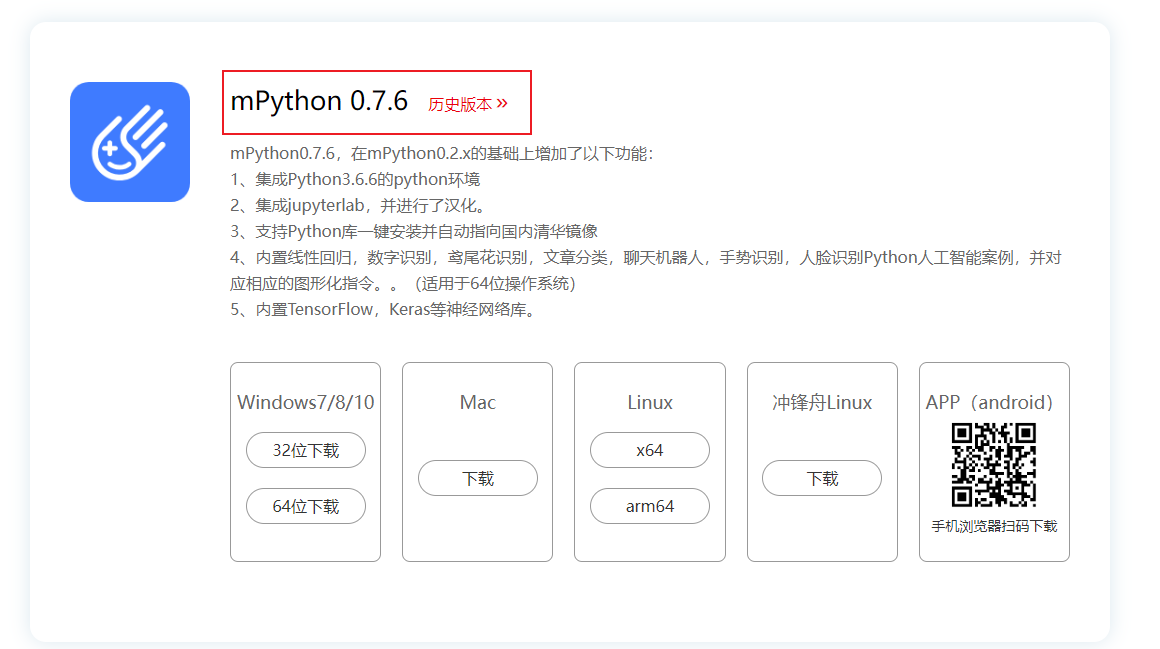 mPython 0.7.6 历史版本 »
mPython0.7.6，在mPython0.2.x的基础上增加了以下功能：
1、集成Python3.6.6的python环境
2、集成jupyterlab，并进行了汉化。
3、支持Python库一键安装并自动指向国内清华镜像
4、内置线性回归，数字识别，鸢尾花识别，文章分类，聊天机器人，手势识别，人脸识别Python人工智能案例，并对
应相应的图形化指令。。（适用于64位操作系统）
5、内置TensorFlow，Keras等神经网络库。
Windows7/8/10
32位下载
64位下载
Mac
下载
Linux
x64
arm64
冲锋舟Linux
下载
APP（android）
手机浏览器扫码下载